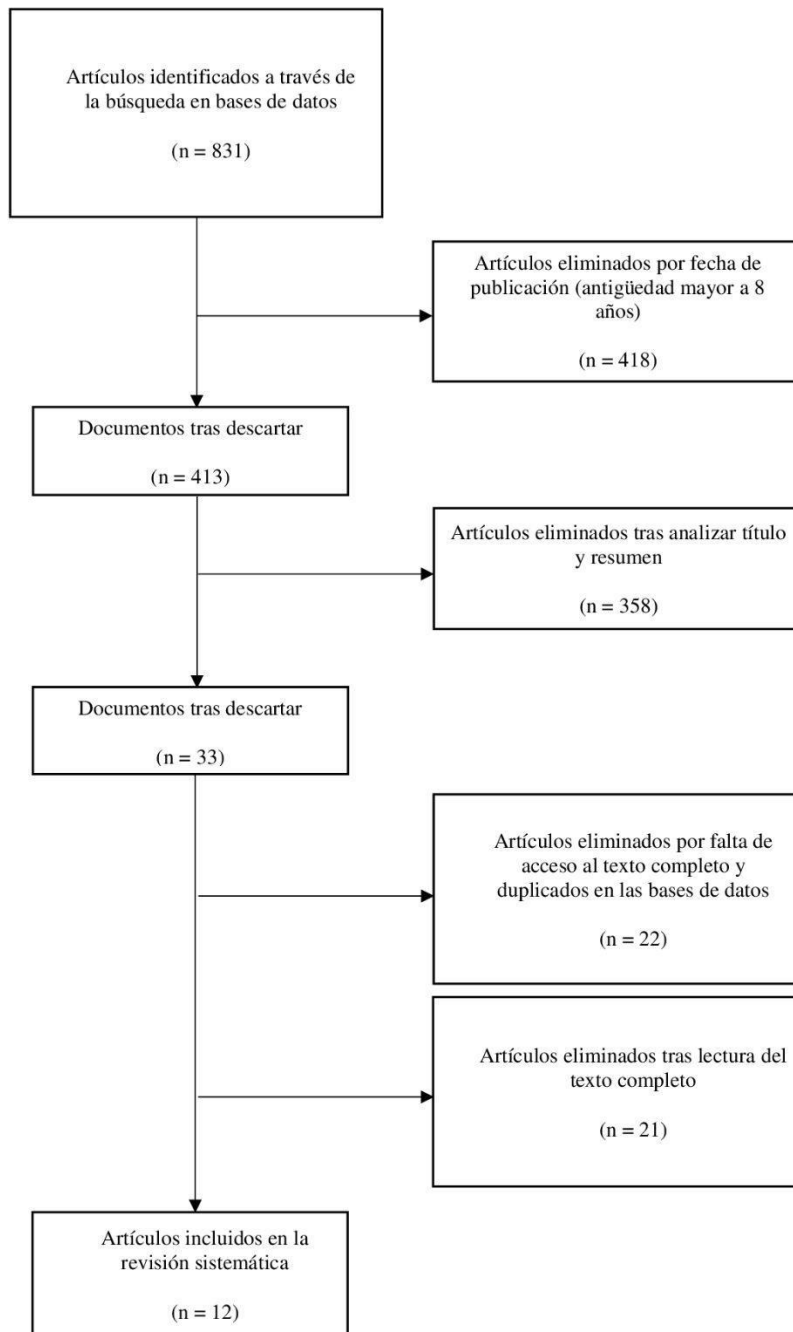 Artículos identificados a través de
la búsqueda en bases de datos
(n = 831)
Artículos eliminados por fecha de
publicación (antigüedad mayor a 8
años)
(n = 418)
Documentos tras descartar
(n = 413)
Artículos eliminados tras analizar título
y resumen
(n = 358)
Documentos tras descartar
(n = 33)
Artículos eliminados por falta de
acceso al texto completo y
duplicados en las bases de datos
(n = 22)
Artículos eliminados tras lectura del
texto completo
(n = 21)
Artículos incluidos en la
revisión sistemática
(n = 12)